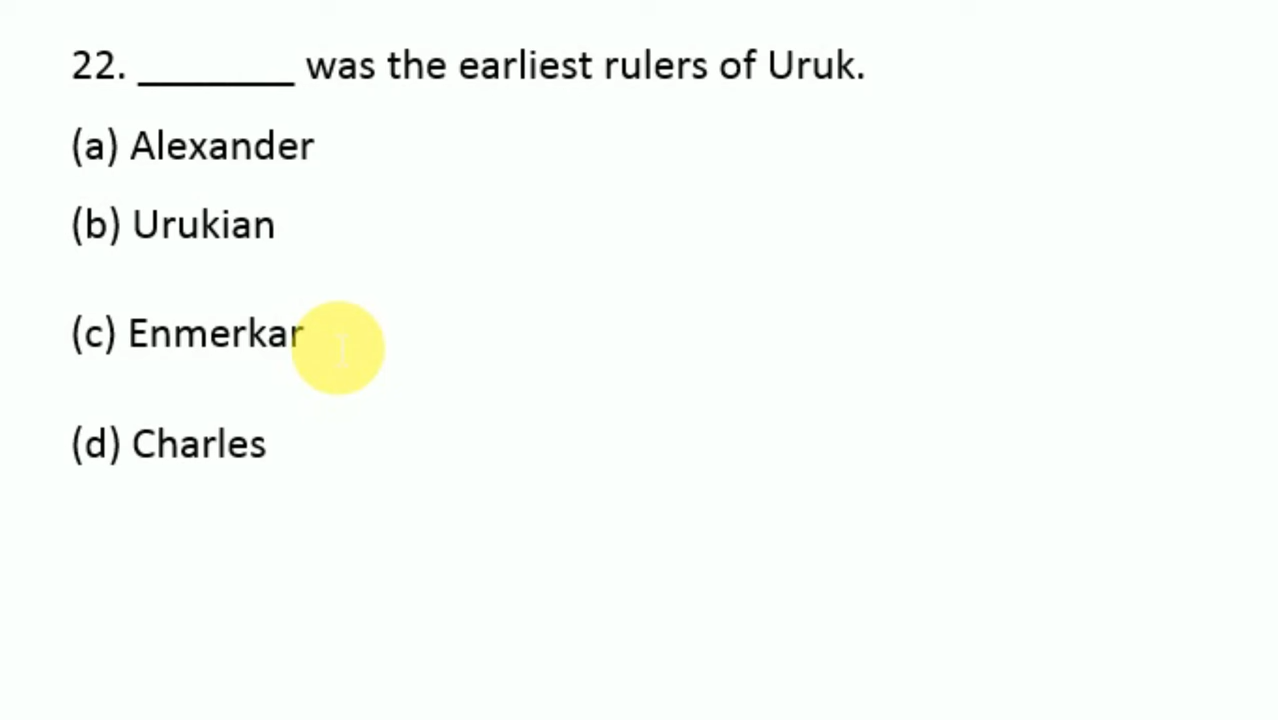 22. ________ was the earliest rulers of Uruk.
(a) Alexander
(b) Urukian
(c) Enmerkar
(d) Charles